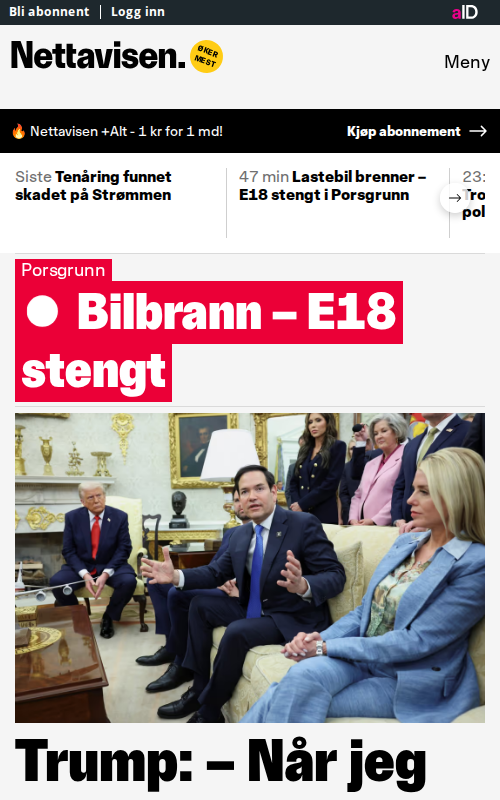 Bli abonnent
Logg inn
aID
Nettavisen.
ØKER
MEST
Meny
🔥 Nettavisen +Alt - 1 kr for 1 md!
Kjøp abonnement
Siste Tenåring funnet
skadet på Strømmen
47 min Lastebil brenner –
E18 stengt i Porsgrunn
23:
Tro
pol
Porsgrunn
Bilbrann – E18
stengt
Trump: – Når jeg